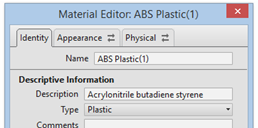 Material Editor: ABS Plastic(1)
Identity Appearance Physical
Name ABS Plastic(1)
Descriptive Information
Description Acrylonitrile butadiene styrene
Type Plastic
Comments